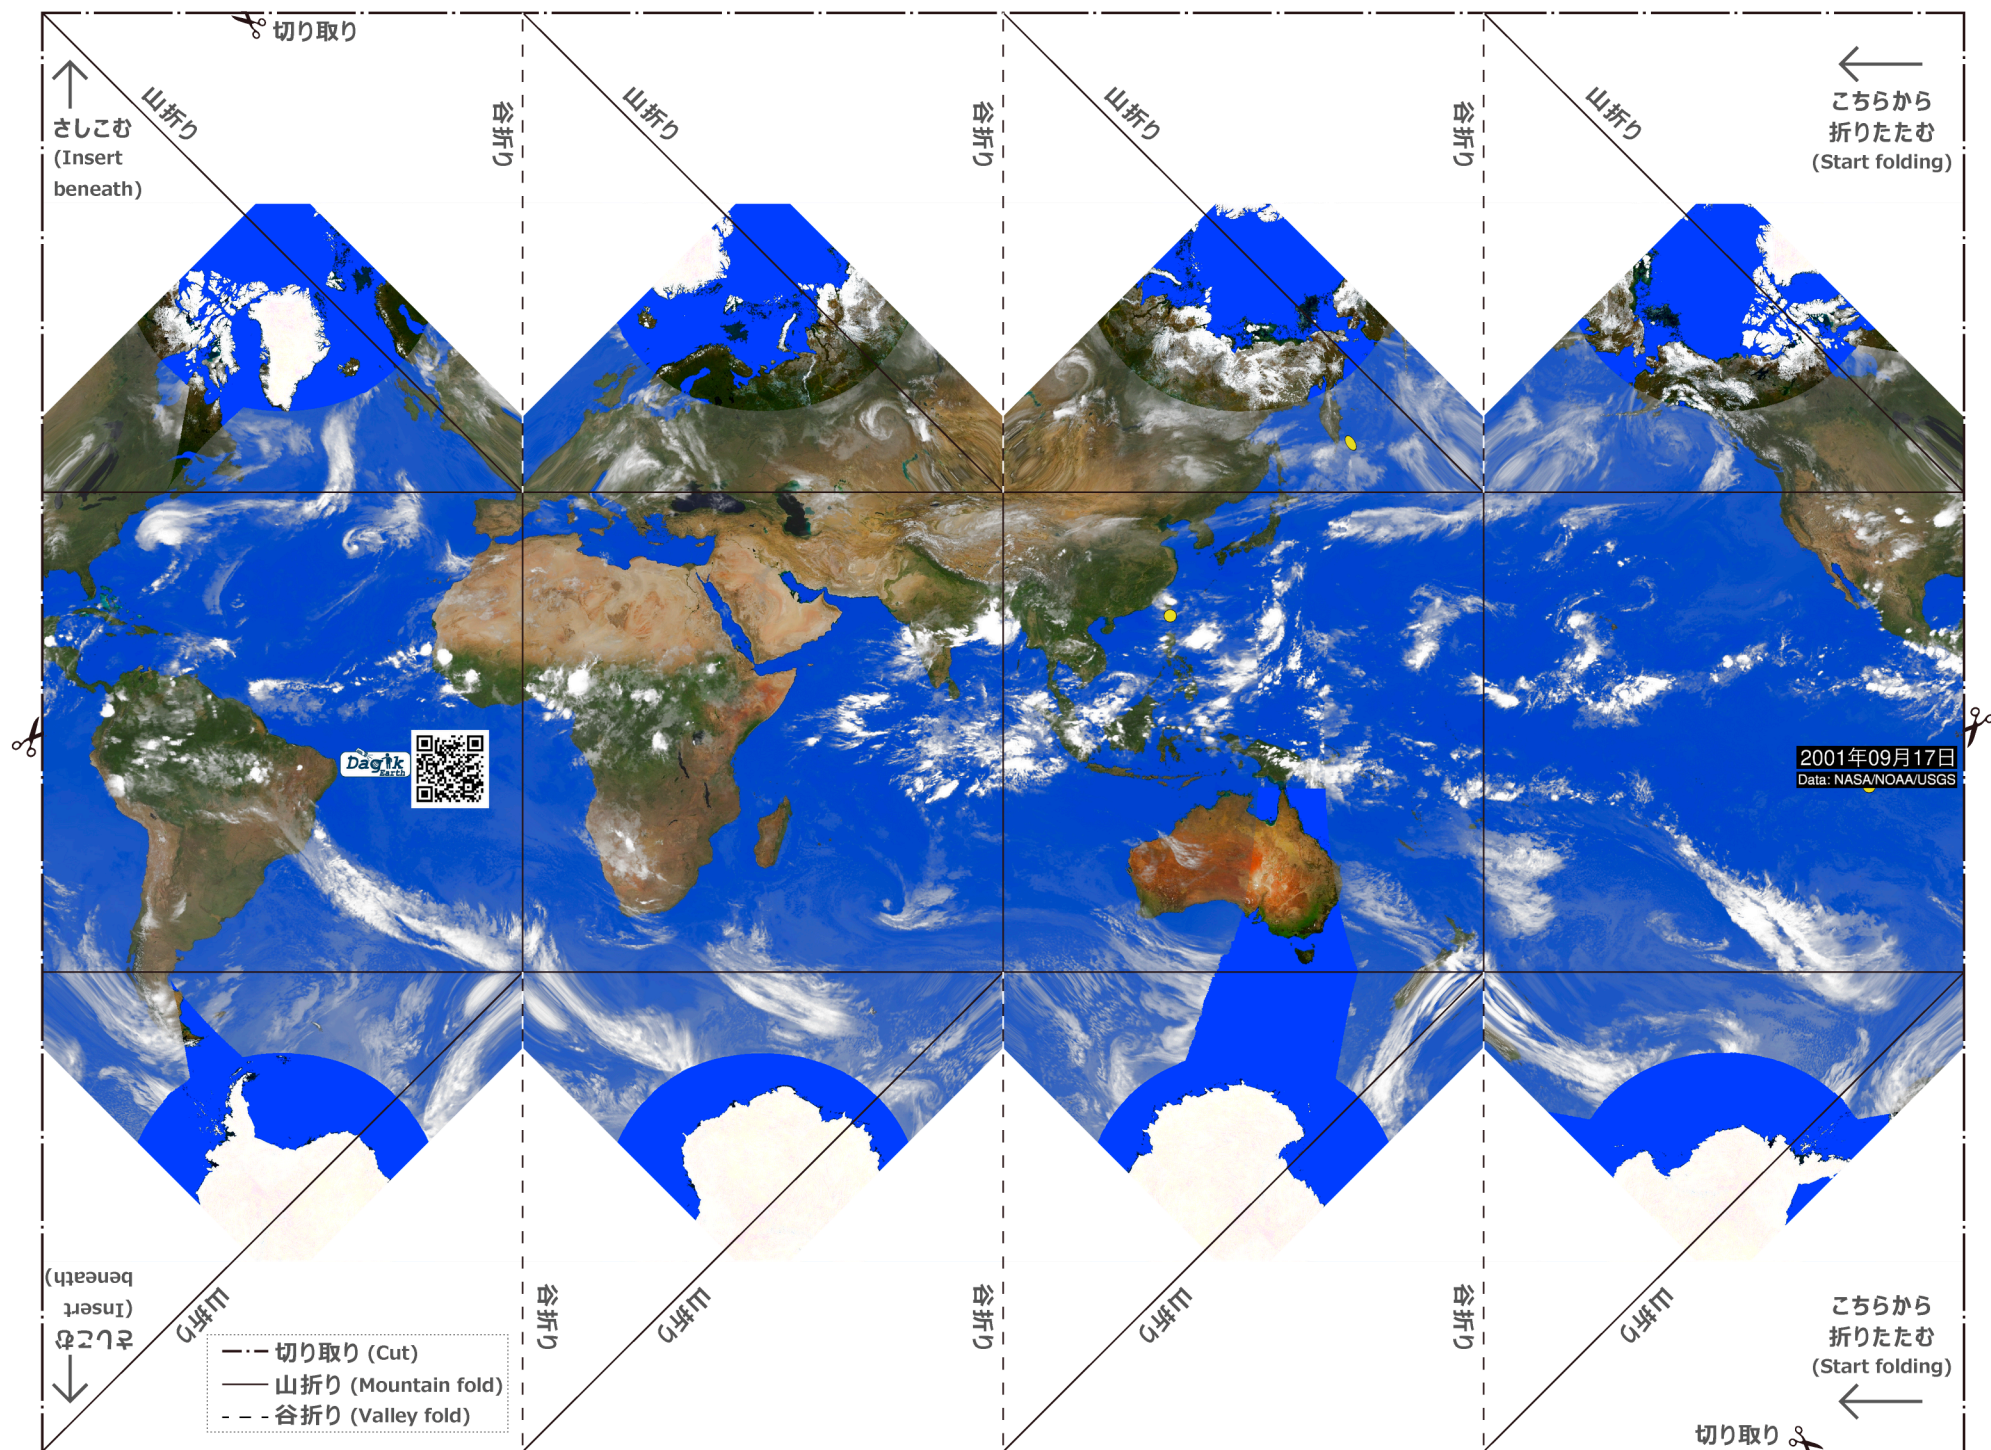 切り取り
山折り
谷折り
山折り
谷折り
山折り
谷折り
山折り
さしこむ
(Insert
beneath)
こちらから
折りたたむ
(Start folding)
Dagik
Earth
2001年09月17日
Data: NASA/NOAA/USGS
さしこむ
(Insert
beneath)
山折り
谷折り
山折り
谷折り
山折り
谷折り
山折り
こちらから
折りたたむ
(Start folding)
切り取り (Cut)
山折り (Mountain fold)
谷折り (Valley fold)
切り取り